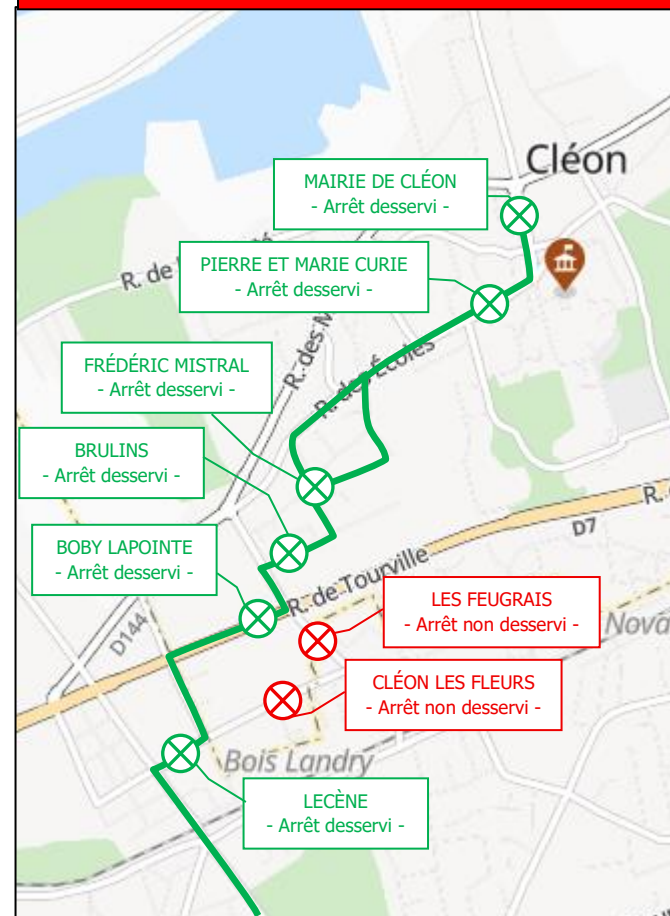 Cléon
MAIRIE DE CLÉON
- Arrêt desservi -
PIERRE ET MARIE CURIE
- Arrêt desservi -
R. de
R. des
R. des Écoles
FRÉDÉRIC MISTRAL
- Arrêt desservi -
BRULINS
- Arrêt desservi -
BOBY LAPOINTE
- Arrêt desservi -
R.
D7
R. de Tourville
D144
LES FEUGRAIS
- Arrêt non desservi -
Nova
CLÉON LES FLEURS
- Arrêt non desservi -
Bois Landry
LECÈNE
- Arrêt desservi -